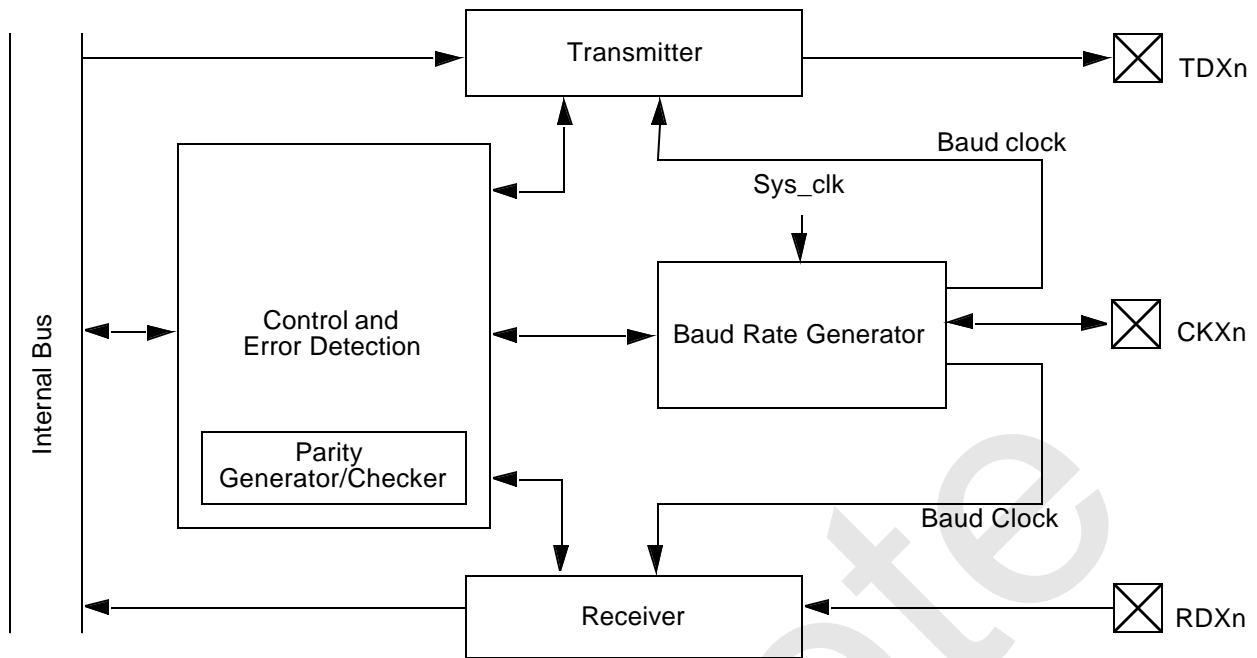 Transmitter
TDXn
Baud clock
Sys_clk
Internal Bus
Control and
Error Detection
Baud Rate Generator
CKXn
Parity
Generator/Checker
Baud Clock
Receiver
RDXn
ote